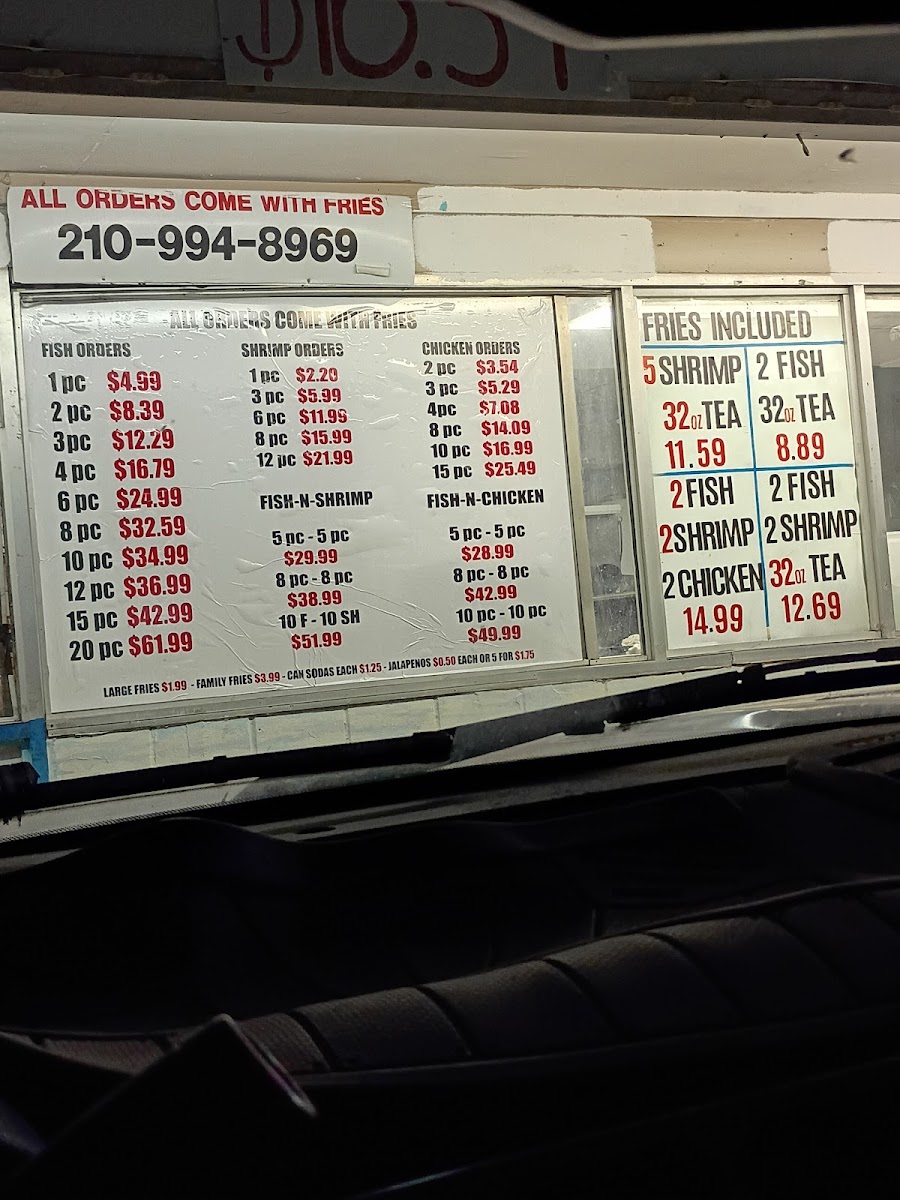 ALL ORDERS COME WITH FRIES
210-994-8969
ALL ORDERS COME WITH FRIES
FISH ORDERS
1 pc $4.99
2 pc $8.39
3pc $12.29
4 pc $16.79
6 pc $24.99
8 pc $32.59
10 pc $34.99
12 pc $36.99
15 pc $42.99
20 pc $61.99
SHRIMP ORDERS
1 pc $2.20
3 pc $5.99
6 pc $11.99
8 pc $15.99
12 pc $21.99
FISH-N-SHRIMP
5 pc - 5 pc
$29.99
8 pc - 8 pc
$38.99
10 F - 10 SH
$51.99
CHICKEN ORDERS
2 pc $3.54
3 pc $5.29
4pc $7.08
8 pc $14.09
10 pc $16.99
15 pc $25.49
FISH-N-CHICKEN
5 pc - 5 pc
$28.99
8 pc - 8 pc
$42.99
10 pc - 10 pc
$49.99
LARGE FRIES $1.99 - FAMILY FRIES $3.99 - CAN SODAS EACH $1.25 - JALAPENOS $0.50 EACH OR 5 FOR $1.75
FRIES INCLUDED
5 SHRIMP
32oz TEA
11.59
2 FISH
32oz TEA
8.89
2 FISH
2 SHRIMP
2 CHICKEN
14.99
2 FISH
2 SHRIMP
32oz TEA
12.69